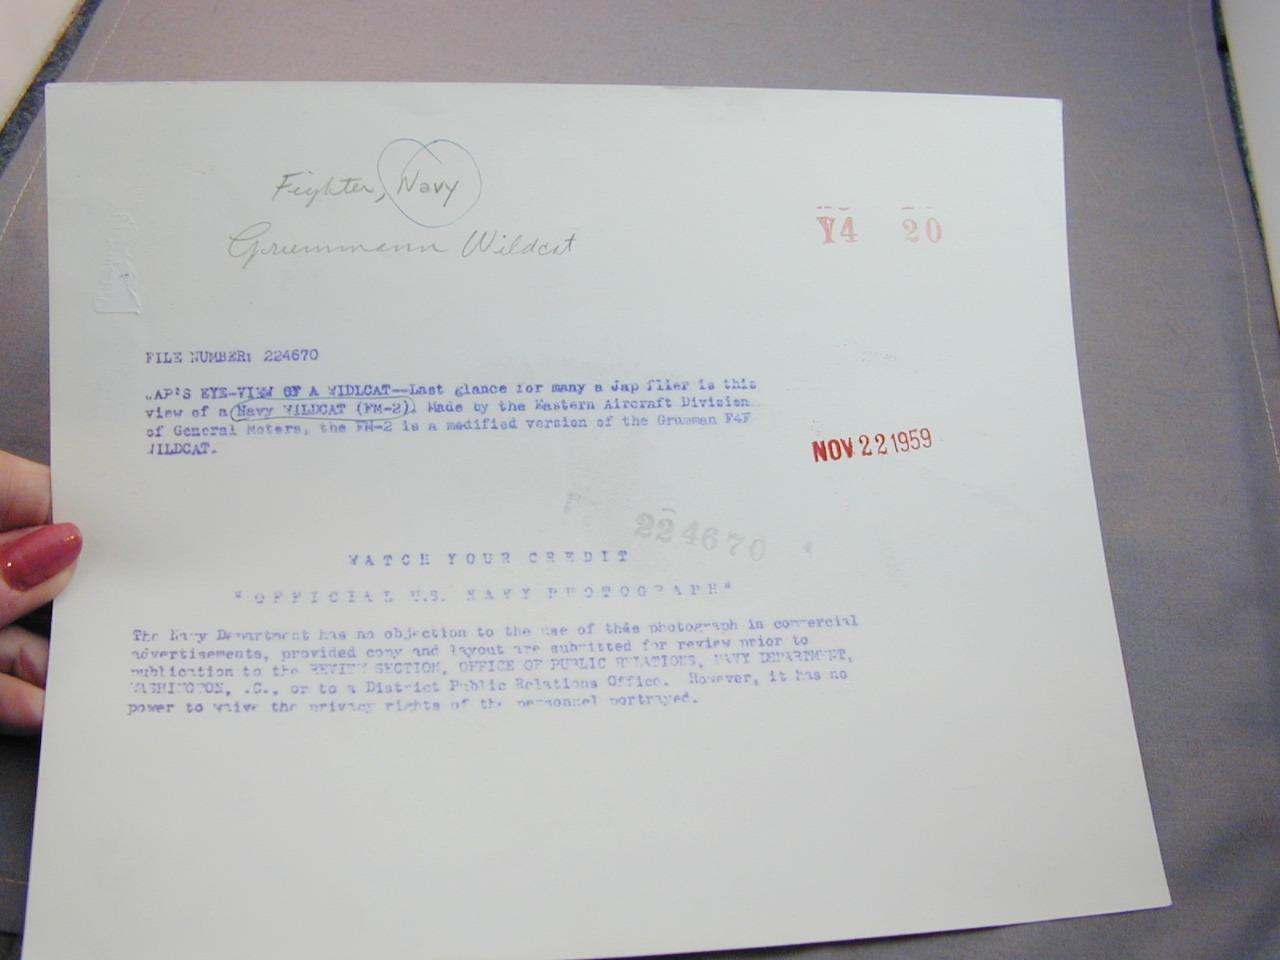 Fighter, Navy
Grummann Wildcat
Y4 20
FILE NUMBER: 224670
JAP'S EYE-VIEW OF A WIDLCAT--Last glance for many a Jap flier is this
view of a Navy WILDCAT (FM-2). Made by the Eastern Aircraft Division
of General Motors, the FM-2 is a modified version of the Grumman F4F
WILDCAT.
NOV 22 1959
224670
WATCH YOUR CREDIT
"OFFICIAL U.S. NAVY PHOTOGRAPH"
The Navy Department has no objection to the use of this photograph in commercial
advertisements, provided copy and layout are submitted for review prior to
publication to the REVIEW SECTION, OFFICE OF PUBLIC RELATIONS, NAVY DEPARTMENT,
WASHINGTON, .C., or to a District Public Relations Office. However, it has no
power to waive the privacy rights of the personnel portrayed.